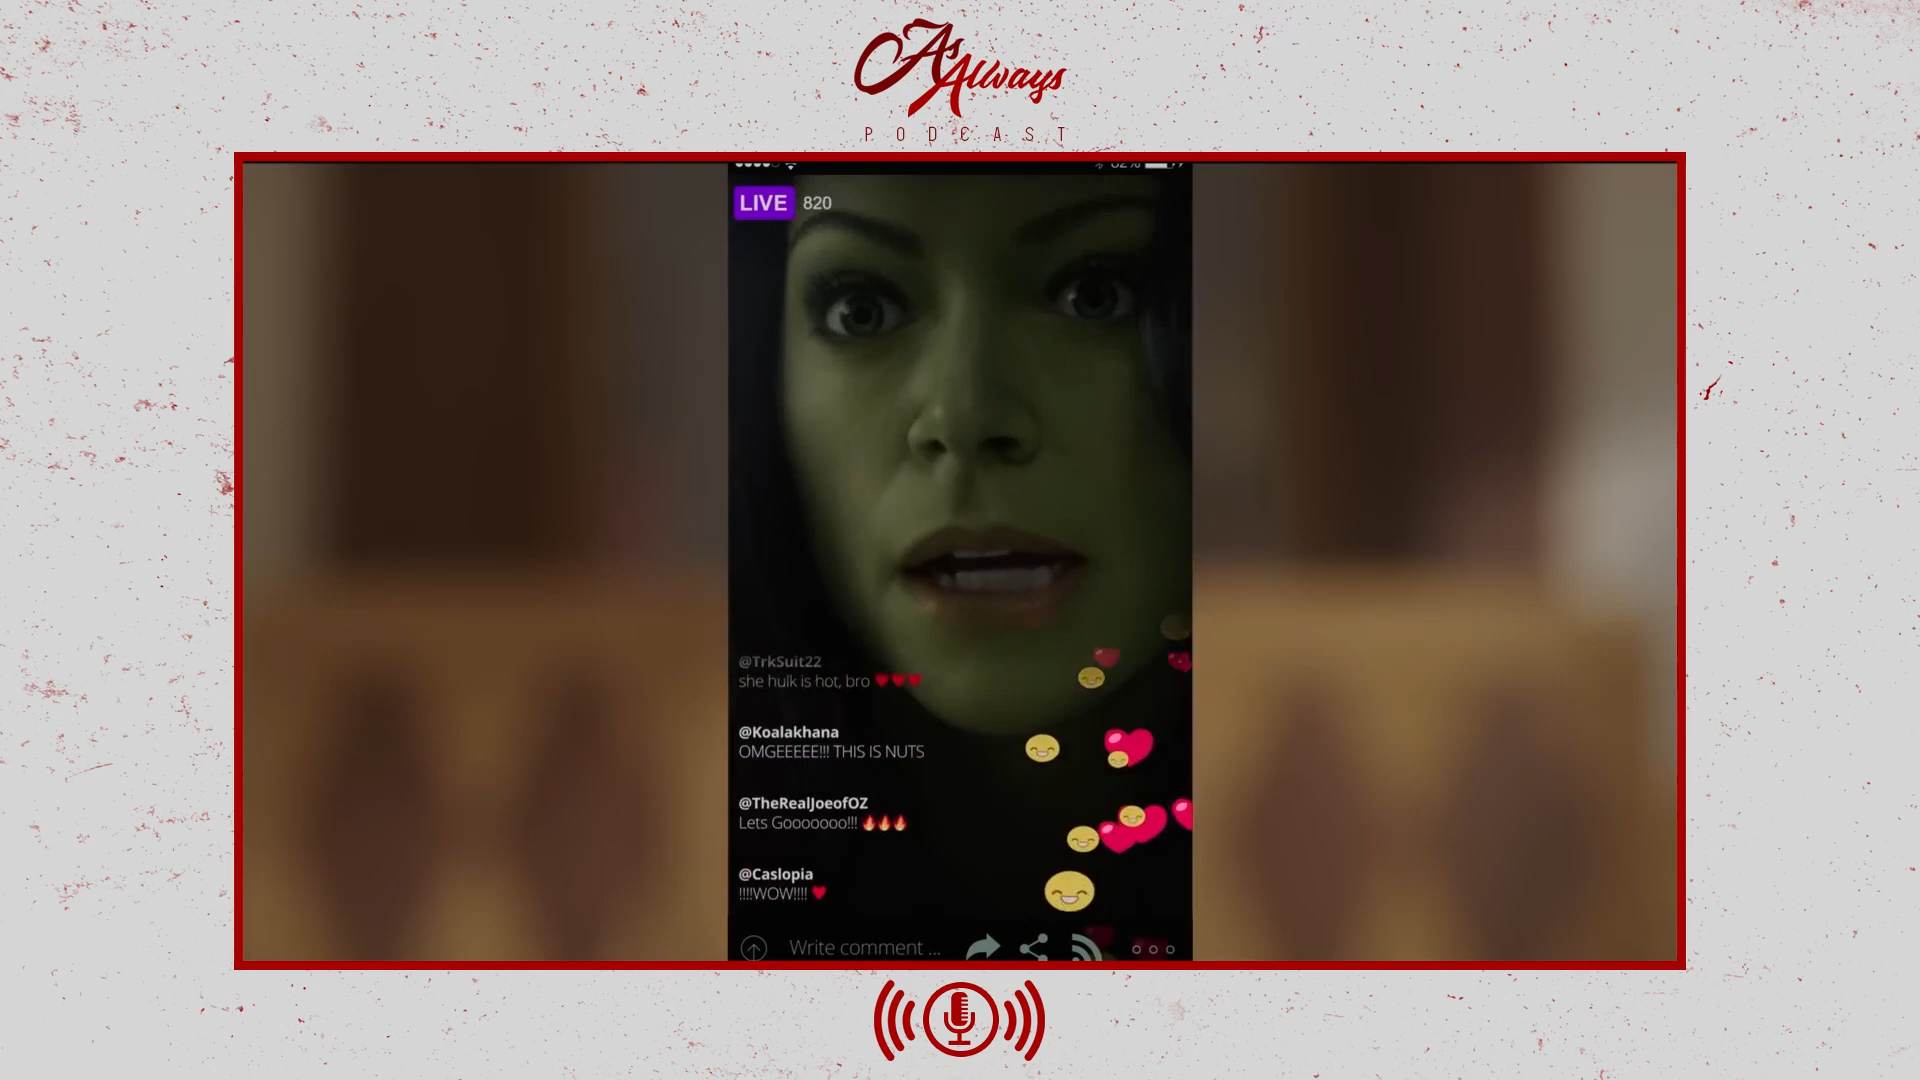 As
Always
PODCAST
82%
LIVE 820
@TrkSuit22
she hulk is hot, bro ♥♥♥
@Koalakhana
OMGEEEEE!!! THIS IS NUTS
@TheRealJoeofOZ
Lets Gooooooo!!! 🔥🔥🔥
@Caslopia
!!!!WOW!!!! ♥
Write comment ...